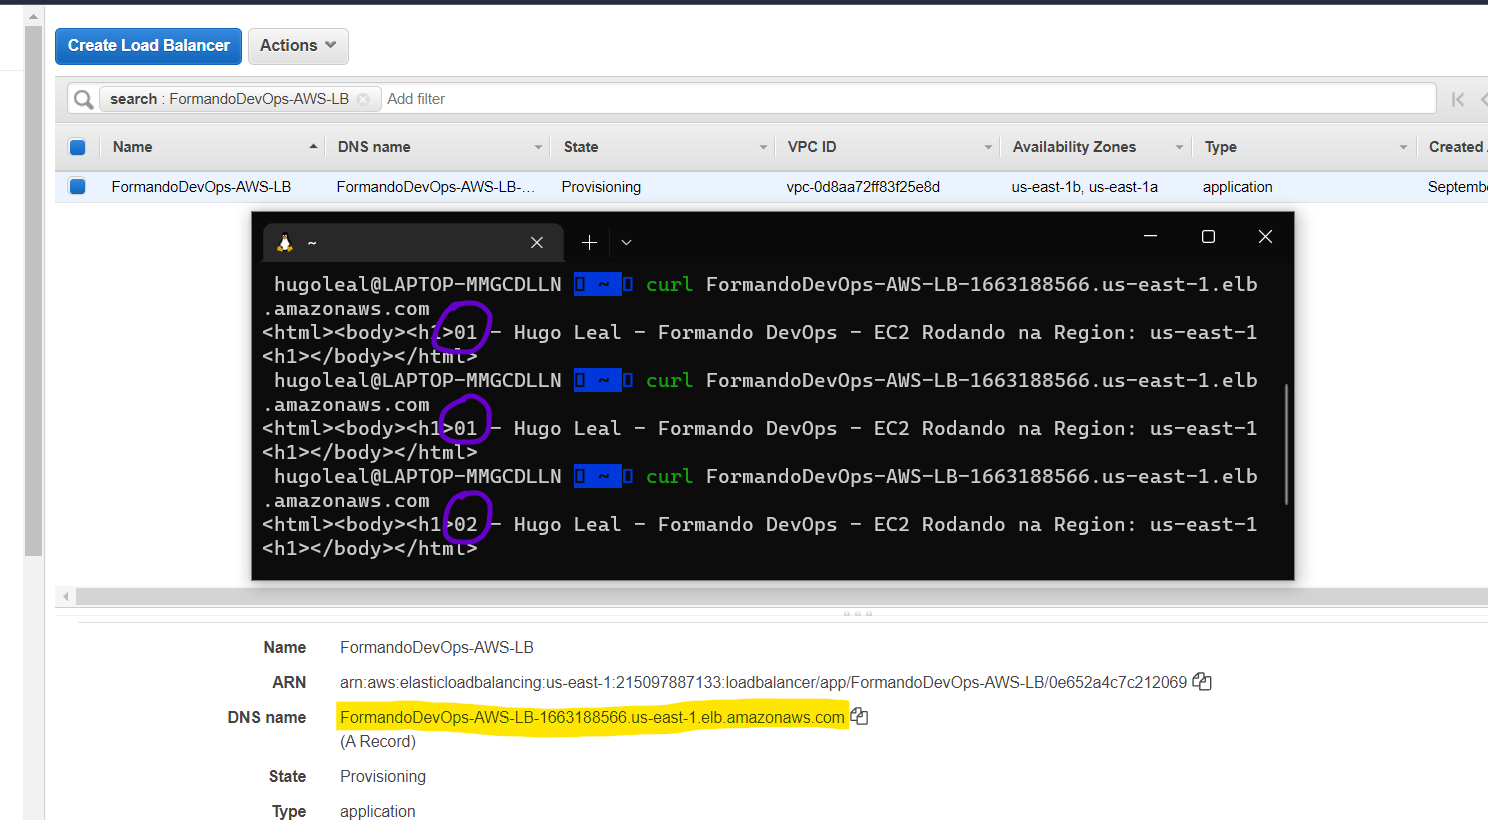 Create Load Balancer Actions
search : FormandoDevOps-AWS-LB Add filter
Name DNS name State VPC ID Availability Zones Type Created
FormandoDevOps-AWS-LB FormandoDevOps-AWS-LB-... Provisioning vpc-0d8aa72ff83f25e8d us-east-1b, us-east-1a application
~
hugoleal@LAPTOP-MMGCDLLN ~ curl FormandoDevOps-AWS-LB-1663188566.us-east-1.elb
.amazonaws.com
<html><body><h1>01 - Hugo Leal - Formando DevOps - EC2 Rodando na Region: us-east-1
<h1></body></html>
hugoleal@LAPTOP-MMGCDLLN ~ curl FormandoDevOps-AWS-LB-1663188566.us-east-1.elb
.amazonaws.com
<html><body><h1>01 - Hugo Leal - Formando DevOps - EC2 Rodando na Region: us-east-1
<h1></body></html>
hugoleal@LAPTOP-MMGCDLLN ~ curl FormandoDevOps-AWS-LB-1663188566.us-east-1.elb
.amazonaws.com
<html><body><h1>02 - Hugo Leal - Formando DevOps - EC2 Rodando na Region: us-east-1
<h1></body></html>
Name FormandoDevOps-AWS-LB
ARN arn:aws:elasticloadbalancing:us-east-1:215097887133:loadbalancer/app/FormandoDevOps-AWS-LB/0e652a4c7c212069
DNS name FormandoDevOps-AWS-LB-1663188566.us-east-1.elb.amazonaws.com
(A Record)
State Provisioning
Type application